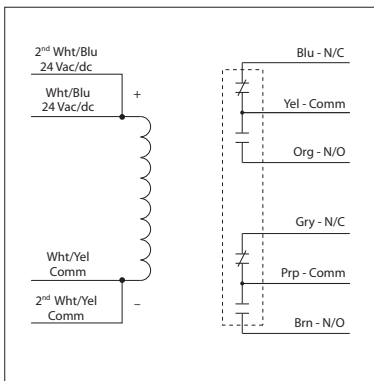 2nd Wht/Blu
24 Vac/dc
Wht/Blu
24 Vac/dc
+
Wht/Yel
Comm
2nd Wht/Yel
Comm
–
Blu - N/C
Yel - Comm
Org - N/O
Gry - N/C
Prp - Comm
Brn - N/O